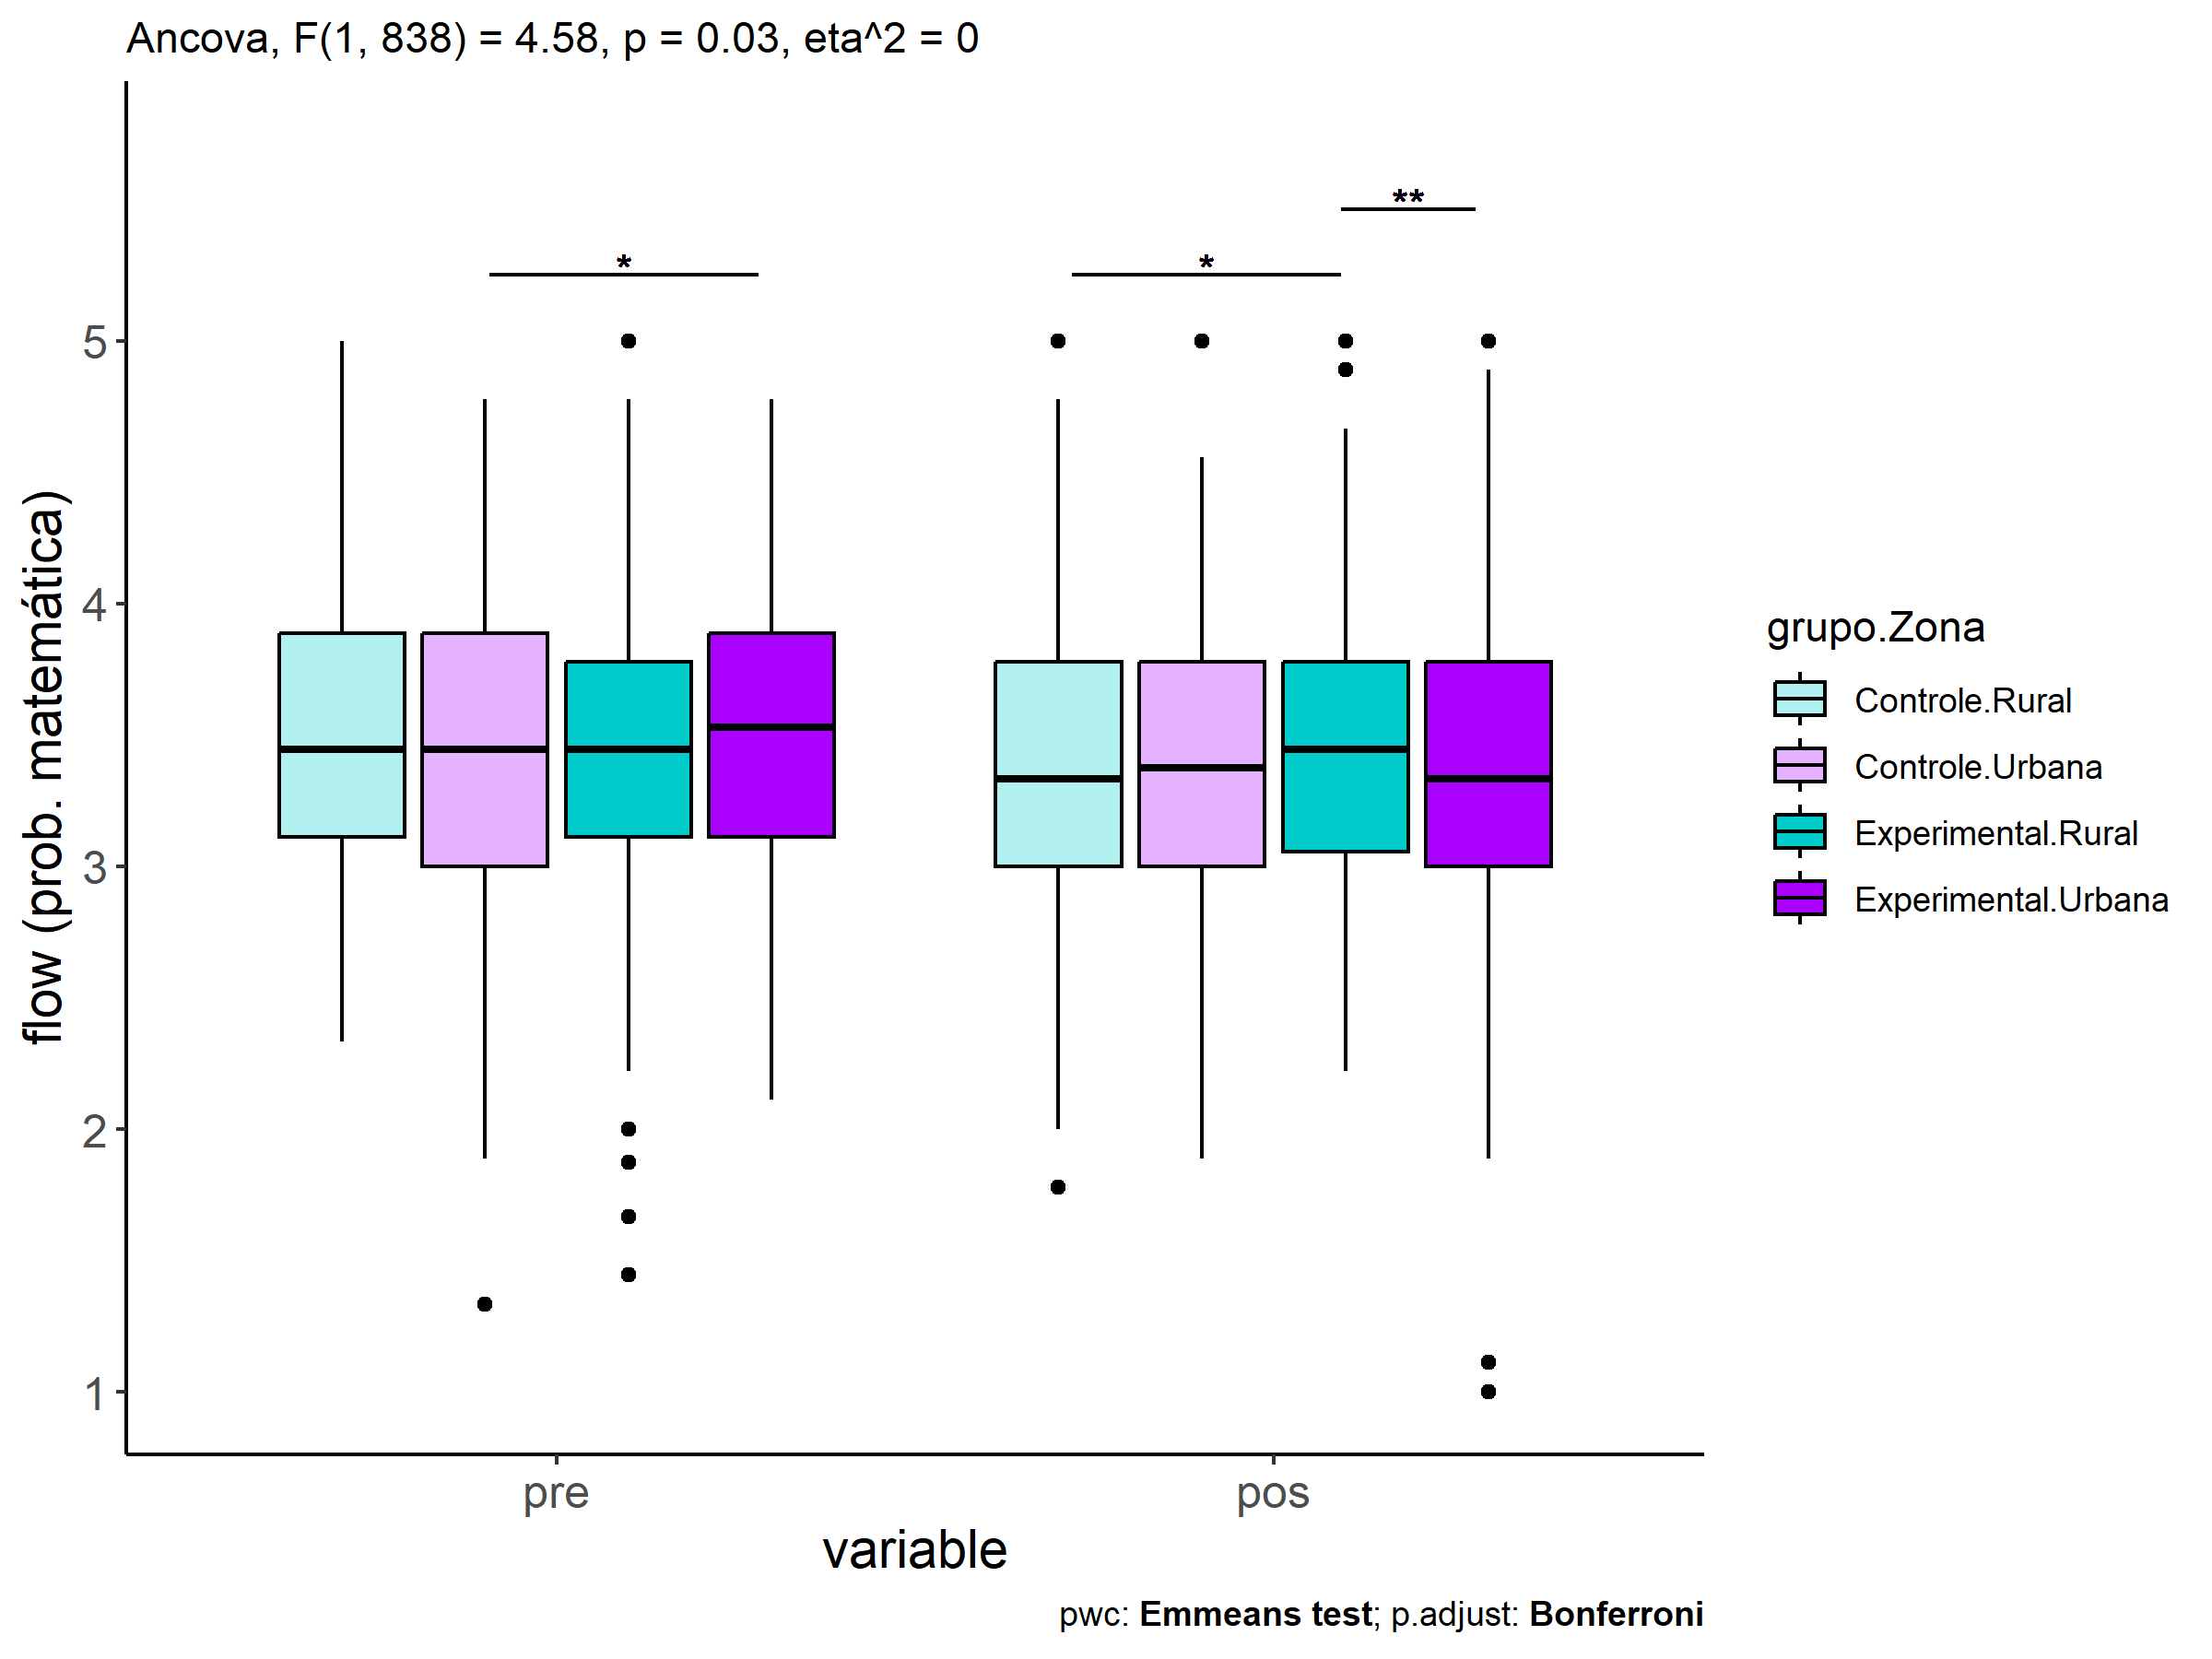 Ancova, F(1, 838) = 4.58, p = 0.03, eta^2 = 0
**
*
*
5
4
3
2
1
flow (prob. matemática)
pre
pos
variable
grupo.Zona
Controle.Rural
Controle.Urbana
Experimental.Rural
Experimental.Urbana
pwc: Emmeans test; p.adjust: Bonferroni